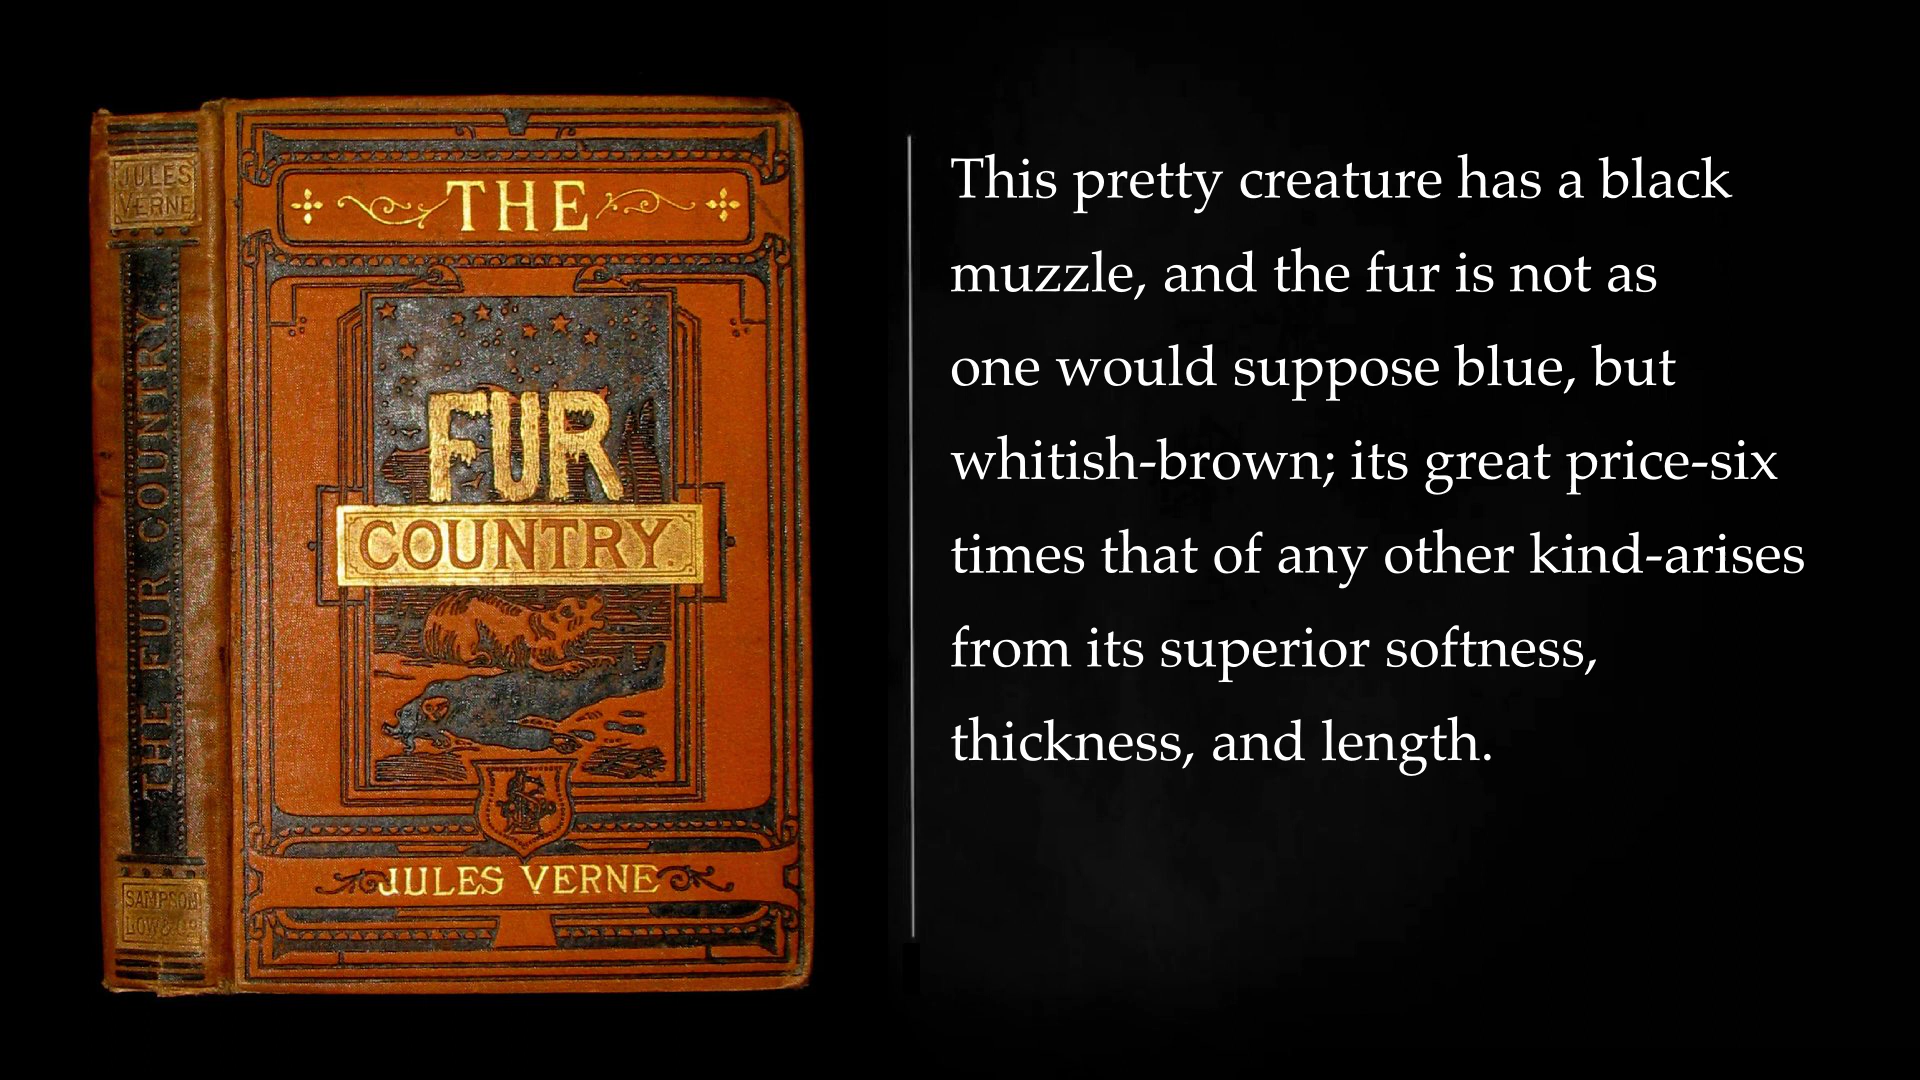 JULES
VERNE
THE FUR COUNTRY.
SAMPSON
LOW & Co
THE
FUR
COUNTRY.
JULES VERNE
This pretty creature has a black
muzzle, and the fur is not as
one would suppose blue, but
whitish-brown; its great price-six
times that of any other kind-arises
from its superior softness,
thickness, and length.